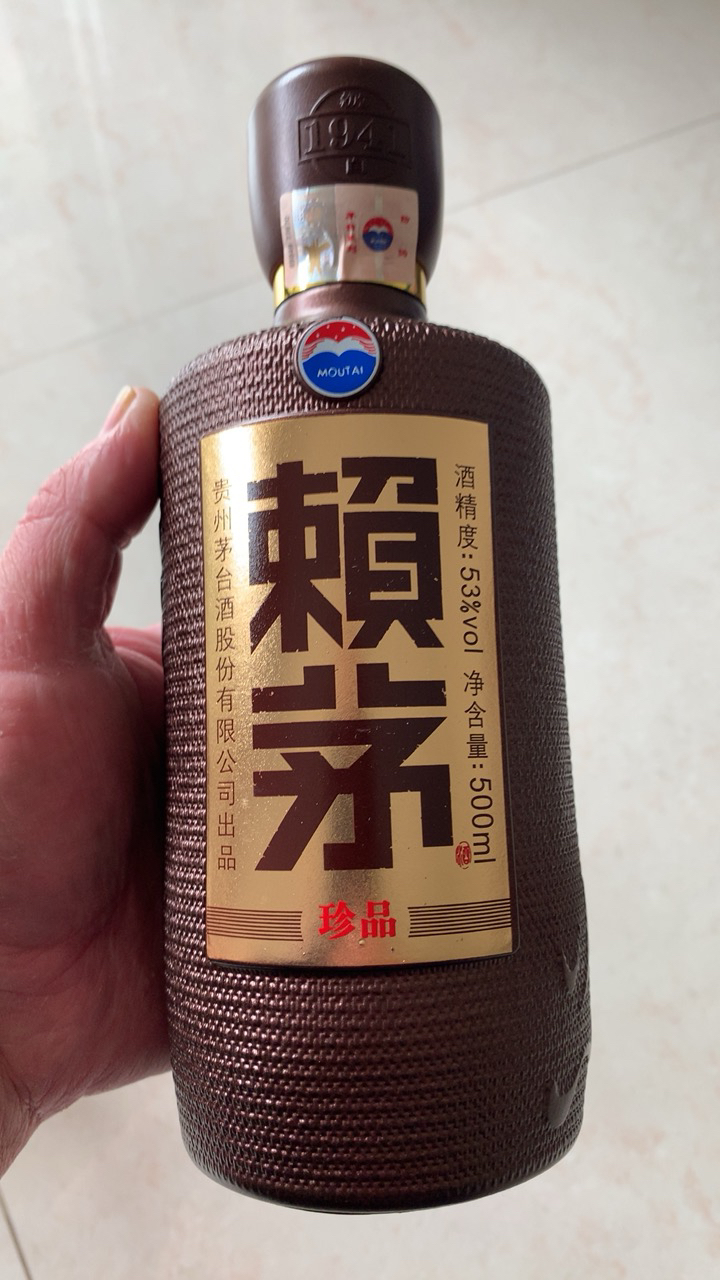 1941
MOUTAI
酒精度:53%vol 净含量:500ml
賴茅
贵州茅台酒股份有限公司出品
珍品